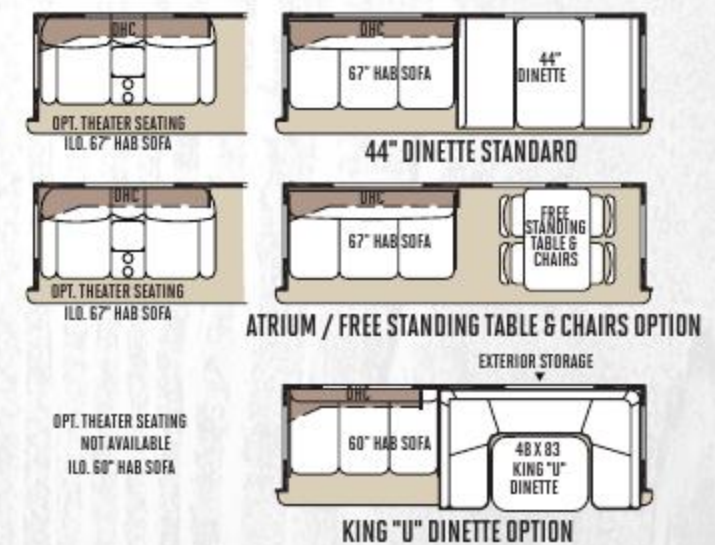 OHC
OPT. THEATER SEATING
ILO. 67" HAB SOFA
OHC
67" HAB SOFA
44"
DINETTE
44" DINETTE STANDARD
OHC
OPT. THEATER SEATING
ILO. 67" HAB SOFA
OHC
67" HAB SOFA
FREE
STANDING
TABLE &
CHAIRS
ATRIUM / FREE STANDING TABLE & CHAIRS OPTION
EXTERIOR STORAGE
OPT. THEATER SEATING
NOT AVAILABLE
ILO. 60" HAB SOFA
OHC
60" HAB SOFA
48 X 83
KING "U"
DINETTE
KING "U" DINETTE OPTION